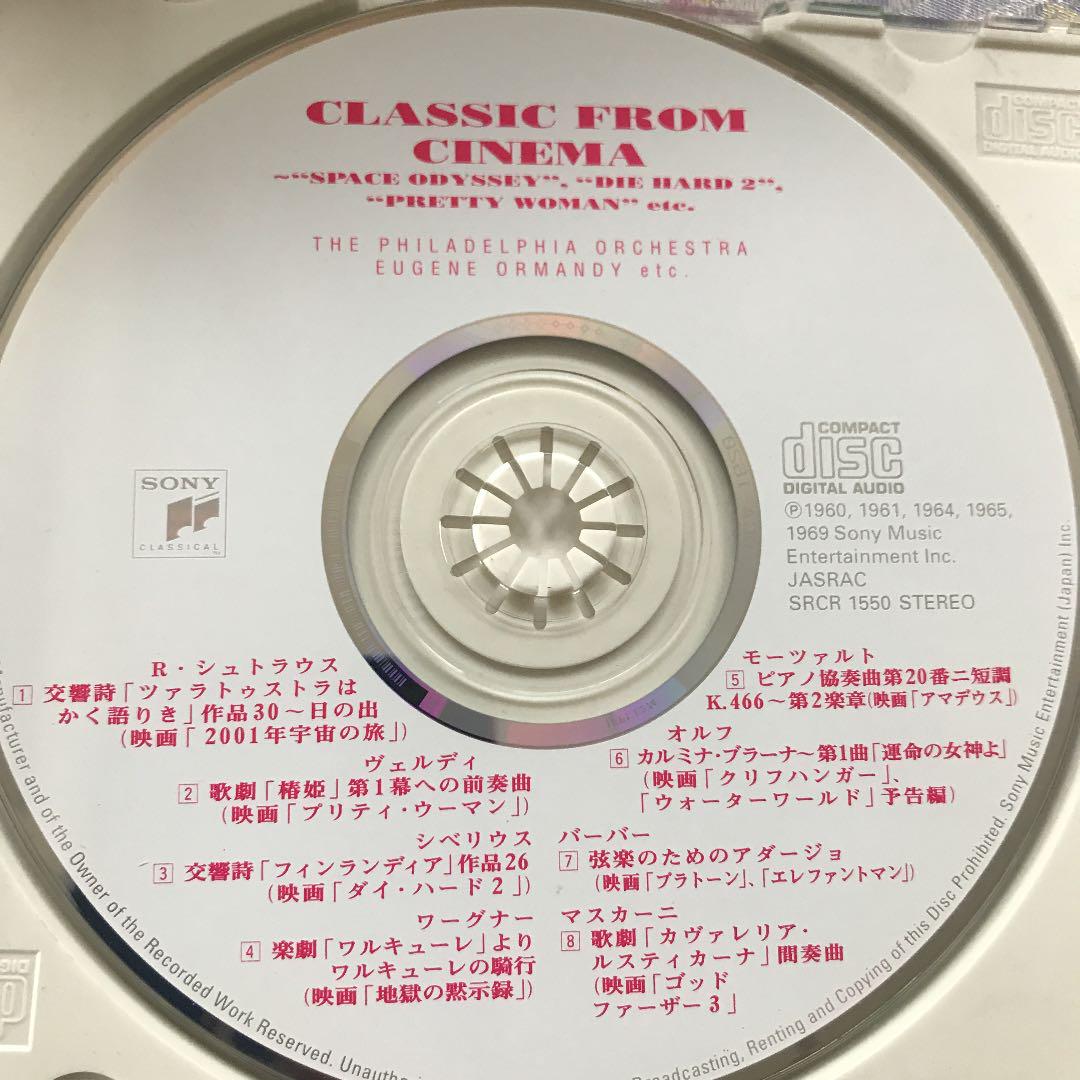 CLASSIC FROM
CINEMA
~“SPACE ODYSSEY”, “DIE HARD 2”,
“PRETTY WOMAN” etc.
THE PHILADELPHIA ORCHESTRA
EUGENE ORMANDY etc.
SONY
CLASSICAL
COMPACT
disc
DIGITAL AUDIO
℗1960, 1961, 1964, 1965,
1969 Sony Music
Entertainment Inc.
JASRAC
SRCR 1550 STEREO
R・シュトラウス
1 交響詩「ツァラトゥストラは
かく語りき」作品30〜日の出
(映画「2001年宇宙の旅」)
ヴェルディ
2 歌劇「椿姫」第1幕への前奏曲
(映画「プリティ・ウーマン」)
シベリウス
3 交響詩「フィンランディア」作品26
(映画「ダイ・ハード2」)
ワーグナー
4 楽劇「ワルキューレ」より
ワルキューレの騎行
(映画「地獄の黙示録」)
モーツァルト
5 ピアノ協奏曲第20番ニ短調
K.466〜第2楽章(映画「アマデウス」)
オルフ
6 カルミナ・ブラーナ〜第1曲「運命の女神よ」
(映画「クリフハンガー」、
「ウォーターワールド」予告編)
バーバー
7 弦楽のためのアダージョ
(映画「プラトーン」、「エレファントマン」)
マスカーニ
8 歌劇「カヴァレリア・
ルスティカーナ」間奏曲
(映画「ゴッド
ファーザー3」
Manufacturer and of the Owner of the Recorded Work Reserved.
Broadcasting, Renting and Copying of this Disc Prohibited. Sony Music Entertainment (Japan) Inc.
COMPACT
disc
DIGITAL AUDIO